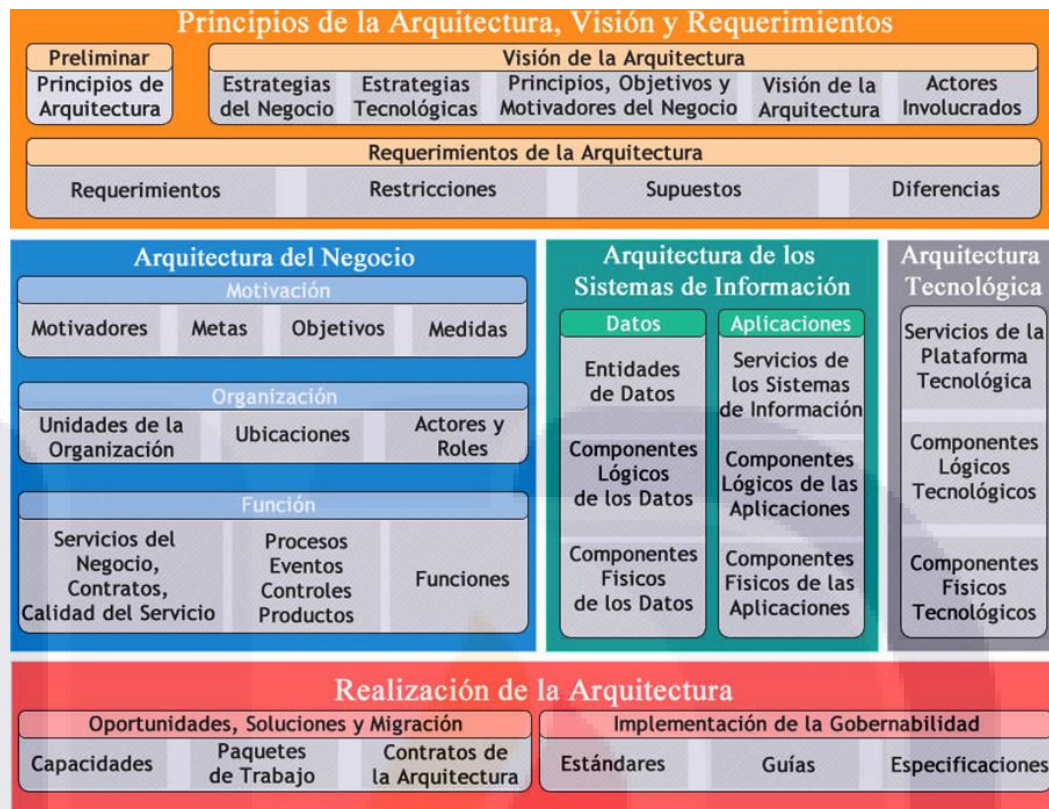 Principios de la Arquitectura, Visión y Requerimientos
Preliminar
Principios de
Arquitectura
Visión de la Arquitectura
Estrategias
del Negocio
Estrategias
Tecnológicas
Principios, Objetivos y
Motivadores del Negocio
Visión de la
Arquitectura
Actores
Involucrados
Requerimientos de la Arquitectura
Requerimientos
Restricciones
Supuestos
Diferencias
Arquitectura del Negocio
Motivación
Motivadores
Metas
Objetivos
Medidas
Organización
Unidades de la
Organización
Ubicaciones
Actores y
Roles
Función
Servicios del
Negocio,
Contratos,
Calidad del Servicio
Procesos
Eventos
Controles
Productos
Funciones
Arquitectura de los
Sistemas de Información
Datos
Entidades
de Datos
Componentes
Lógicos
de los Datos
Componentes
Fisicos
de los Datos
Aplicaciones
Servicios de
los Sistemas
de Información
Componentes
Lógicos de las
Aplicaciones
Componentes
Fisicos de las
Aplicaciones
Arquitectura
Tecnológica
Servicios de la
Plataforma
Tecnológica
Componentes
Lógicos
Tecnológicos
Componentes
Fisicos
Tecnológicos
Realización de la Arquitectura
Oportunidades, Soluciones y Migración
Capacidades
Paquetes
de Trabajo
Contratos de
la Arquitectura
Implementación de la Gobernabilidad
Estándares
Guías
Especificaciones